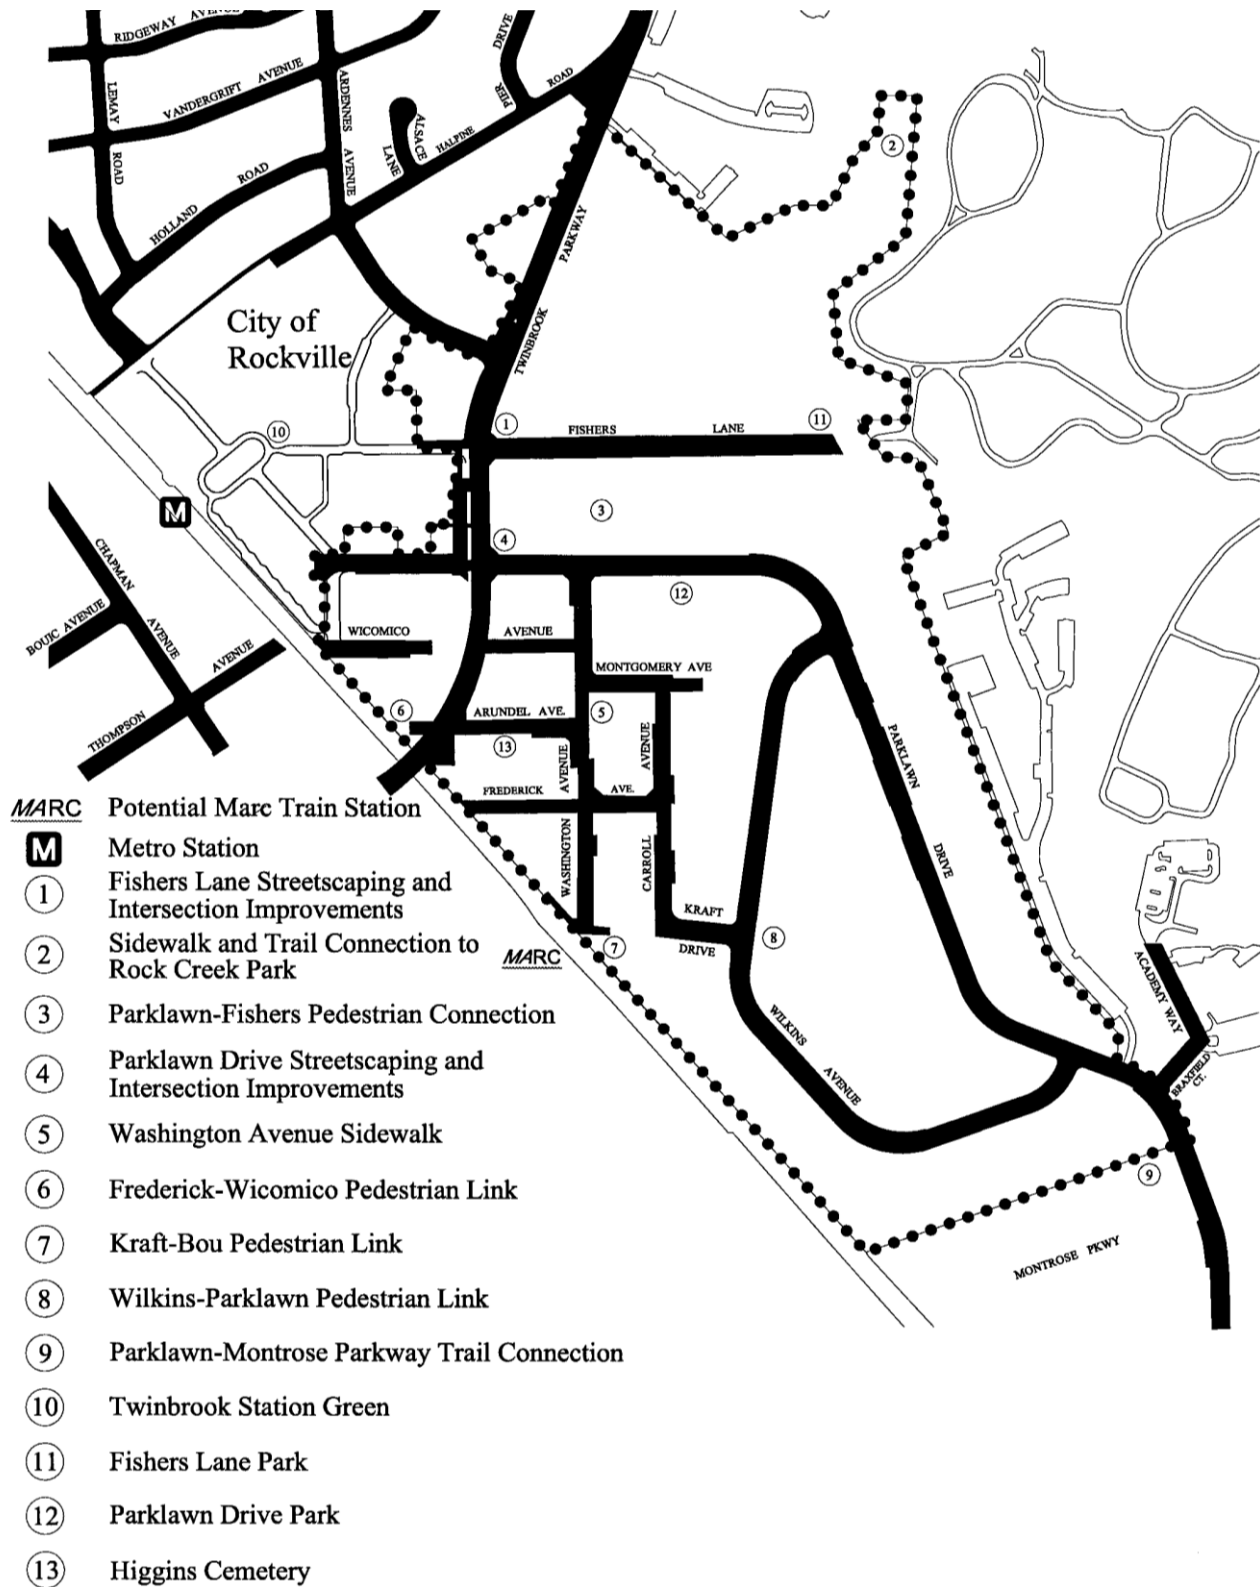 RIDGEWAY AVENUE
LEMAY
ROAD
VANDERGRIFT AVENUE
ARDENNES
AVENUE
HOLLAND ROAD
ALSACE
LANE
PIER
DRIVE
HALPINE ROAD
TWINBROOK PARKWAY
2
City of
Rockville
1
FISHERS LANE
11
10
M
3
4
12
CHAPMAN
AVENUE
BOUIC AVENUE
THOMPSON AVENUE
WICOMICO AVENUE
MONTGOMERY AVE
6
ARUNDEL AVE.
5
13
AVENUE
AVENUE
FREDERICK AVE.
WASHINGTON
CARROLL
PARKLAWN
DRIVE
KRAFT
DRIVE
8
7
MARC
WILKINS
AVENUE
ACADEMY WAY
BRAXFIELD
CT.
9
MONTROSE PKWY
MARC Potential Marc Train Station
M Metro Station
1 Fishers Lane Streetscaping and
Intersection Improvements
2 Sidewalk and Trail Connection to
Rock Creek Park
3 Parklawn-Fishers Pedestrian Connection
4 Parklawn Drive Streetscaping and
Intersection Improvements
5 Washington Avenue Sidewalk
6 Frederick-Wicomico Pedestrian Link
7 Kraft-Bou Pedestrian Link
8 Wilkins-Parklawn Pedestrian Link
9 Parklawn-Montrose Parkway Trail Connection
10 Twinbrook Station Green
11 Fishers Lane Park
12 Parklawn Drive Park
13 Higgins Cemetery